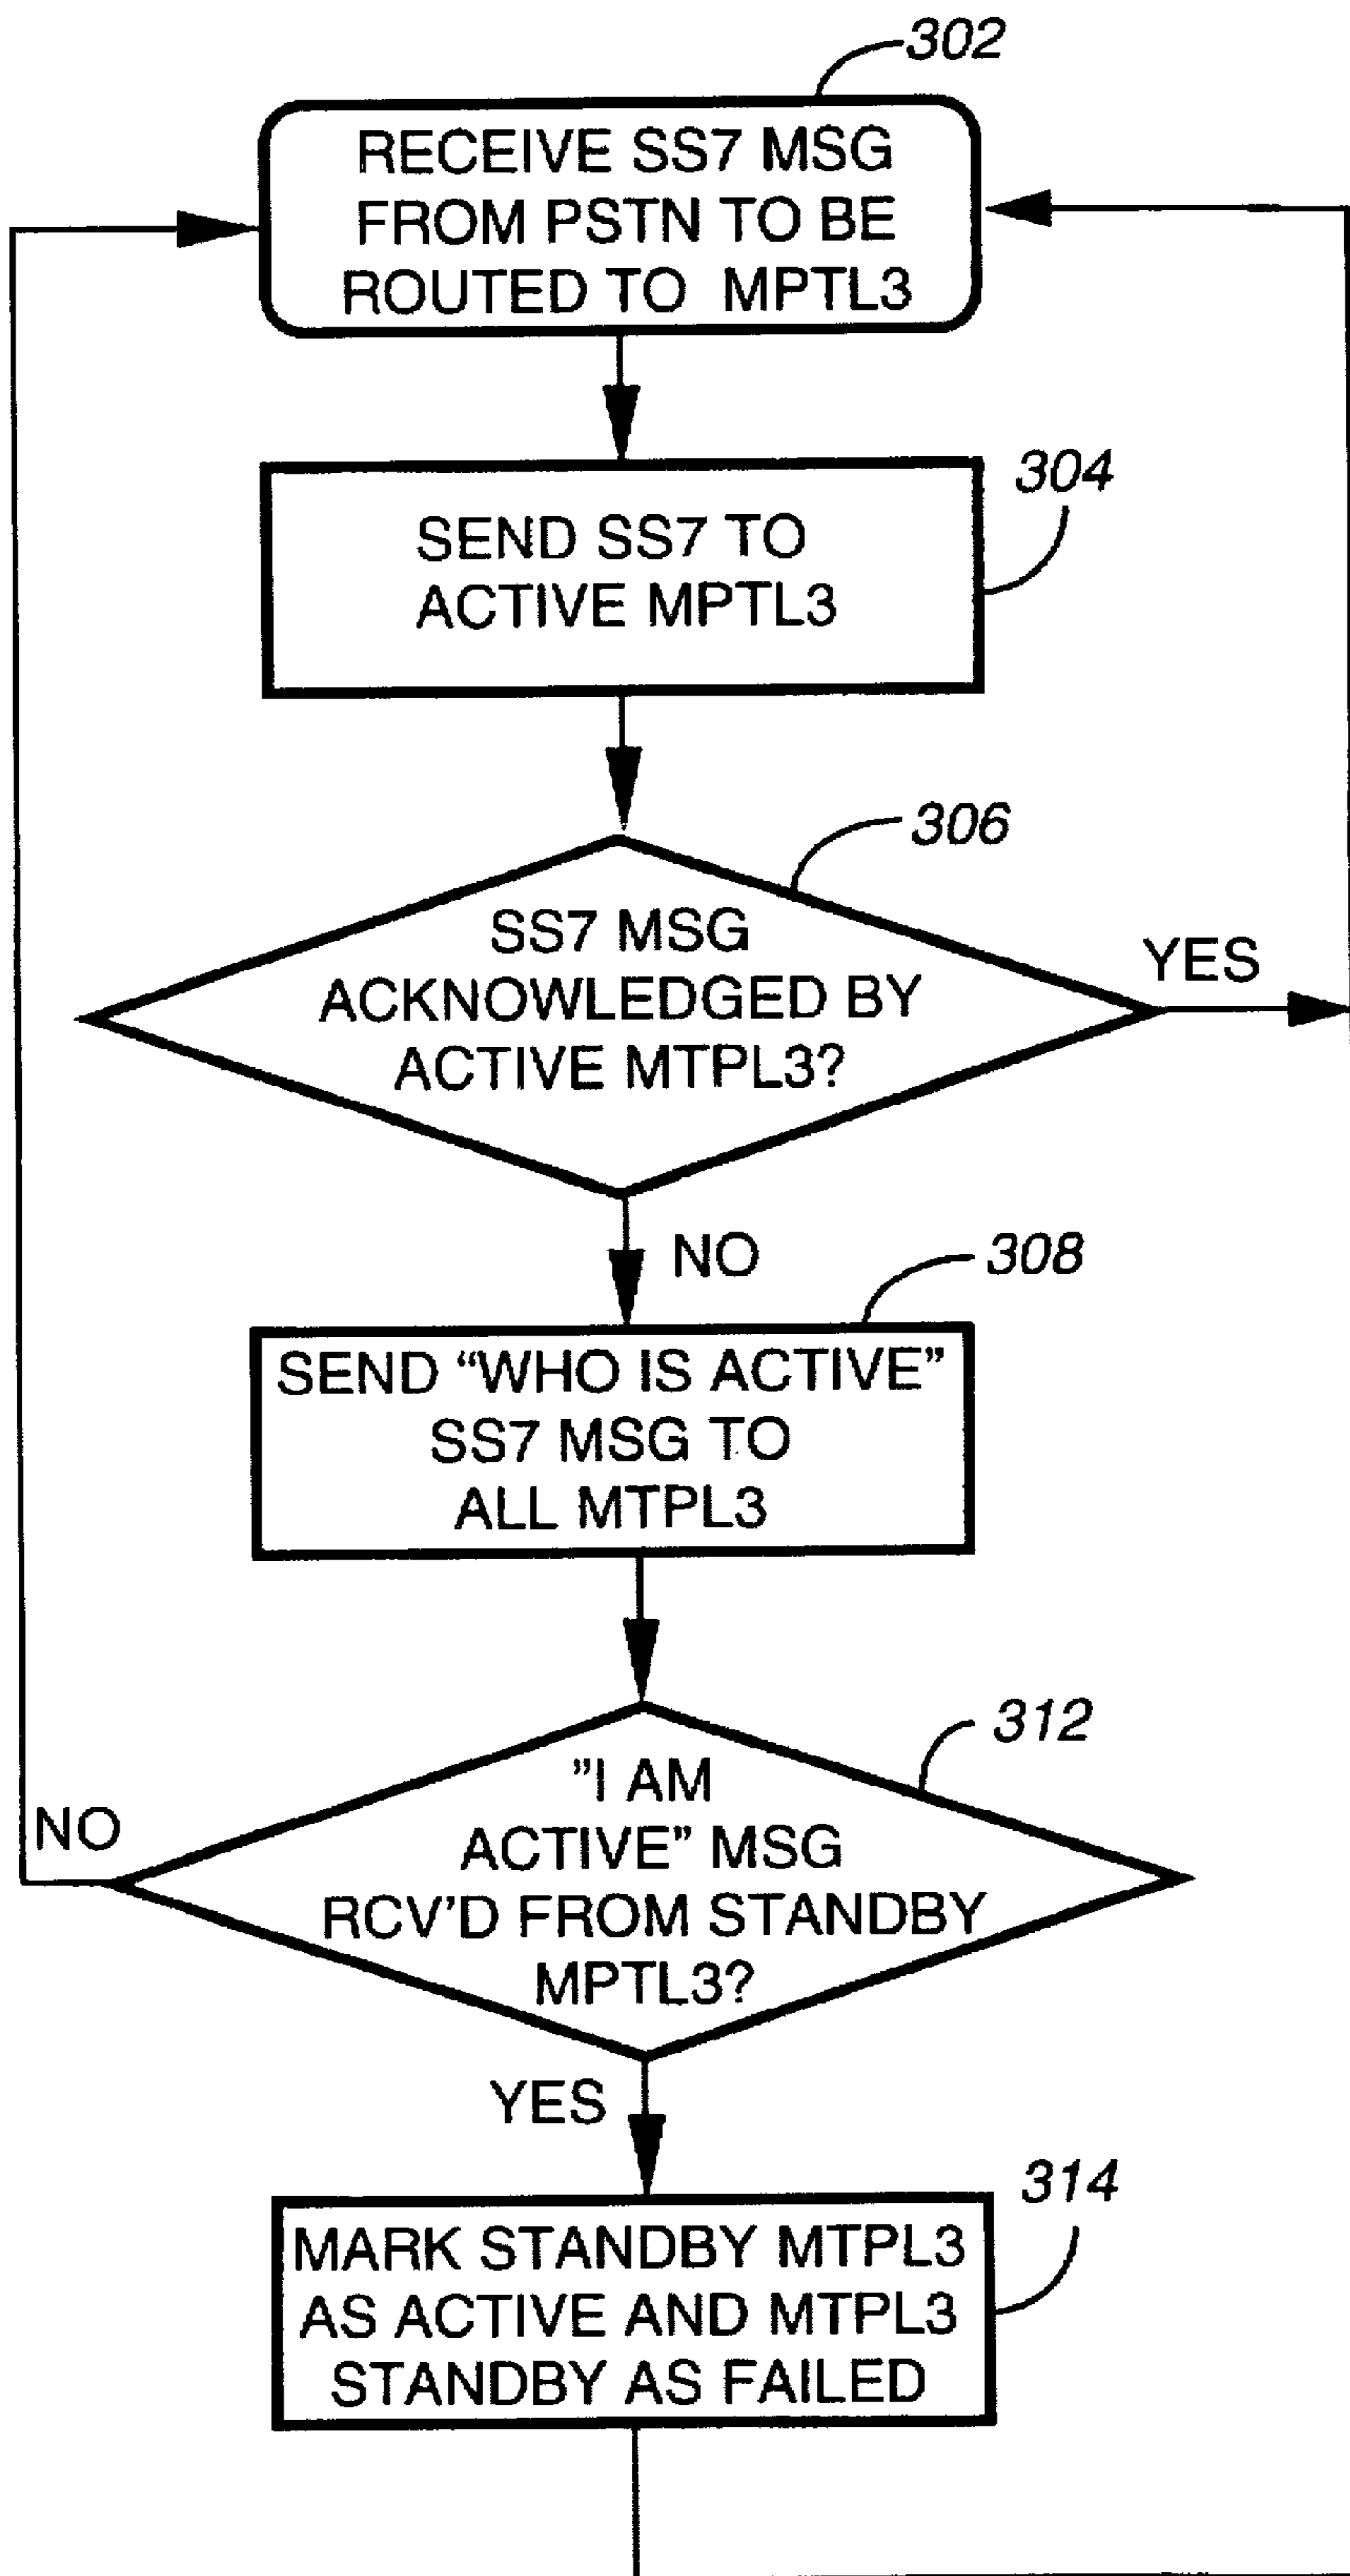 302
RECEIVE SS7 MSG
FROM PSTN TO BE
ROUTED TO MPTL3
304
SEND SS7 TO
ACTIVE MPTL3
306
SS7 MSG
ACKNOWLEDGED BY
ACTIVE MTPL3?
YES
NO
308
SEND “WHO IS ACTIVE”
SS7 MSG TO
ALL MTPL3
312
”I AM
ACTIVE” MSG
RCV'D FROM STANDBY
MPTL3?
NO
YES
314
MARK STANDBY MTPL3
AS ACTIVE AND MTPL3
STANDBY AS FAILED